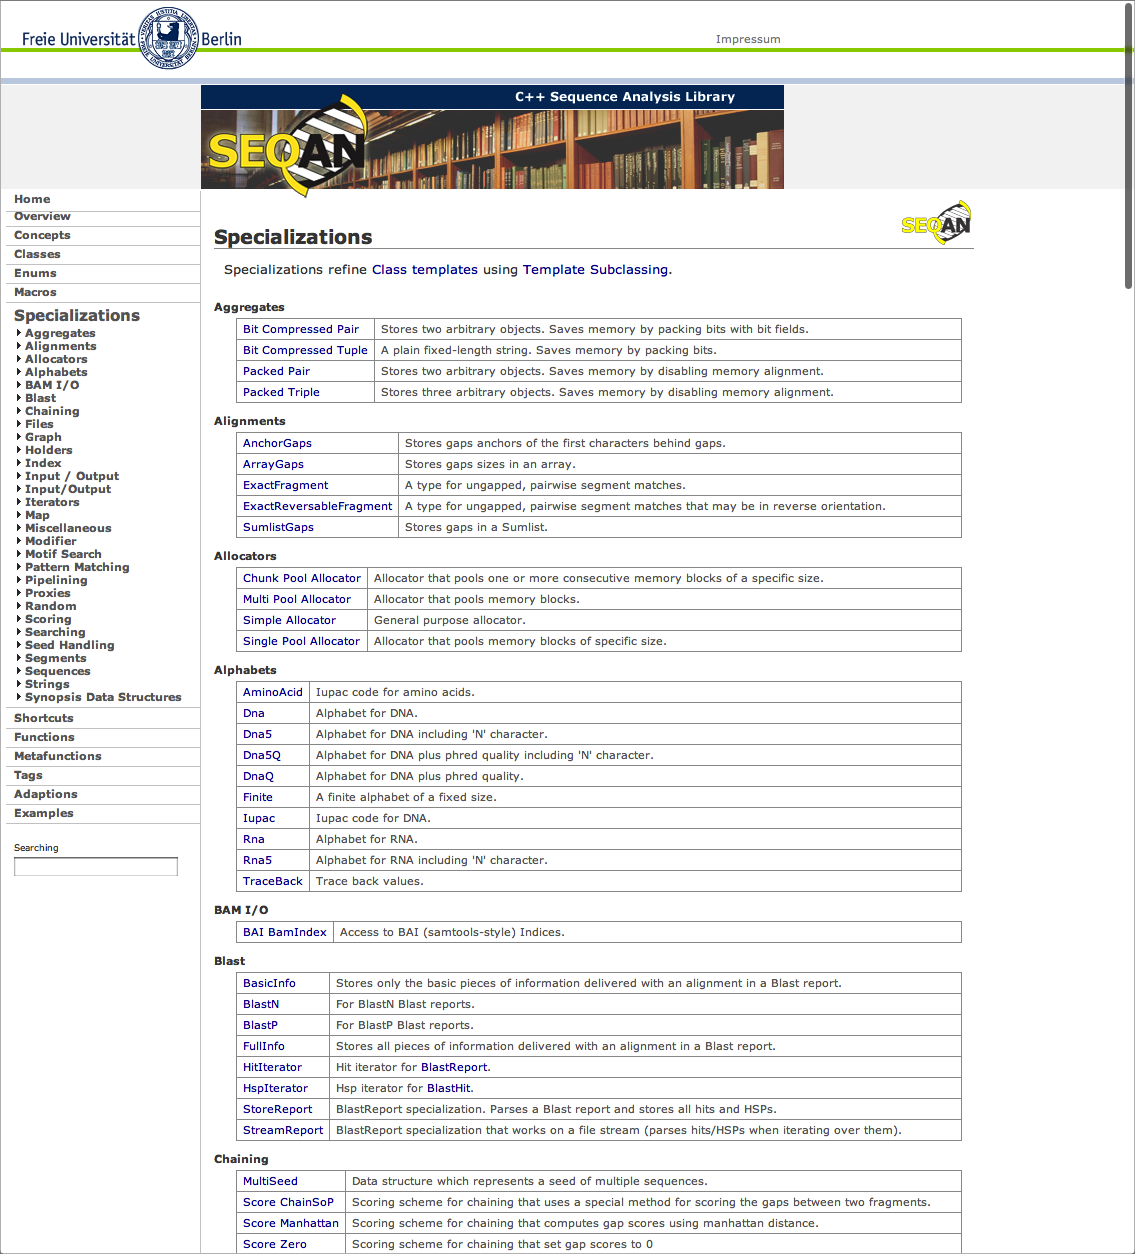 Freie Universität Berlin
Impressum
C++ Sequence Analysis Library
SEQAN
Home
Overview
Concepts
Classes
Enums
Macros
Specializations
Aggregates
Alignments
Allocators
Alphabets
BAM I/O
Blast
Chaining
Files
Graph
Holders
Index
Input / Output
Input/Output
Iterators
Map
Miscellaneous
Modifier
Motif Search
Pattern Matching
Pipelining
Proxies
Random
Scoring
Searching
Seed Handling
Segments
Sequences
Strings
Synopsis Data Structures
Shortcuts
Functions
Metafunctions
Tags
Adaptions
Examples
Searching
SEQAN
Specializations
Specializations refine Class templates using Template Subclassing.
Aggregates
Bit Compressed Pair Stores two arbitrary objects. Saves memory by packing bits with bit fields.
Bit Compressed Tuple A plain fixed-length string. Saves memory by packing bits.
Packed Pair Stores two arbitrary objects. Saves memory by disabling memory alignment.
Packed Triple Stores three arbitrary objects. Saves memory by disabling memory alignment.
Alignments
AnchorGaps Stores gaps anchors of the first characters behind gaps.
ArrayGaps Stores gaps sizes in an array.
ExactFragment A type for ungapped, pairwise segment matches.
ExactReversableFragment A type for ungapped, pairwise segment matches that may be in reverse orientation.
SumlistGaps Stores gaps in a Sumlist.
Allocators
Chunk Pool Allocator Allocator that pools one or more consecutive memory blocks of a specific size.
Multi Pool Allocator Allocator that pools memory blocks.
Simple Allocator General purpose allocator.
Single Pool Allocator Allocator that pools memory blocks of specific size.
Alphabets
AminoAcid Iupac code for amino acids.
Dna Alphabet for DNA.
Dna5 Alphabet for DNA including 'N' character.
Dna5Q Alphabet for DNA plus phred quality including 'N' character.
DnaQ Alphabet for DNA plus phred quality.
Finite A finite alphabet of a fixed size.
Iupac Iupac code for DNA.
Rna Alphabet for RNA.
Rna5 Alphabet for RNA including 'N' character.
TraceBack Trace back values.
BAM I/O
BAI BamIndex Access to BAI (samtools-style) Indices.
Blast
BasicInfo Stores only the basic pieces of information delivered with an alignment in a Blast report.
BlastN For BlastN Blast reports.
BlastP For BlastP Blast reports.
FullInfo Stores all pieces of information delivered with an alignment in a Blast report.
HitIterator Hit iterator for BlastReport.
HspIterator Hsp iterator for BlastHit.
StoreReport BlastReport specialization. Parses a Blast report and stores all hits and HSPs.
StreamReport BlastReport specialization that works on a file stream (parses hits/HSPs when iterating over them).
Chaining
MultiSeed Data structure which represents a seed of multiple sequences.
Score ChainSoP Scoring scheme for chaining that uses a special method for scoring the gaps between two fragments.
Score Manhattan Scoring scheme for chaining that computes gap scores using manhattan distance.
Score Zero Scoring scheme for chaining that set gap scores to 0